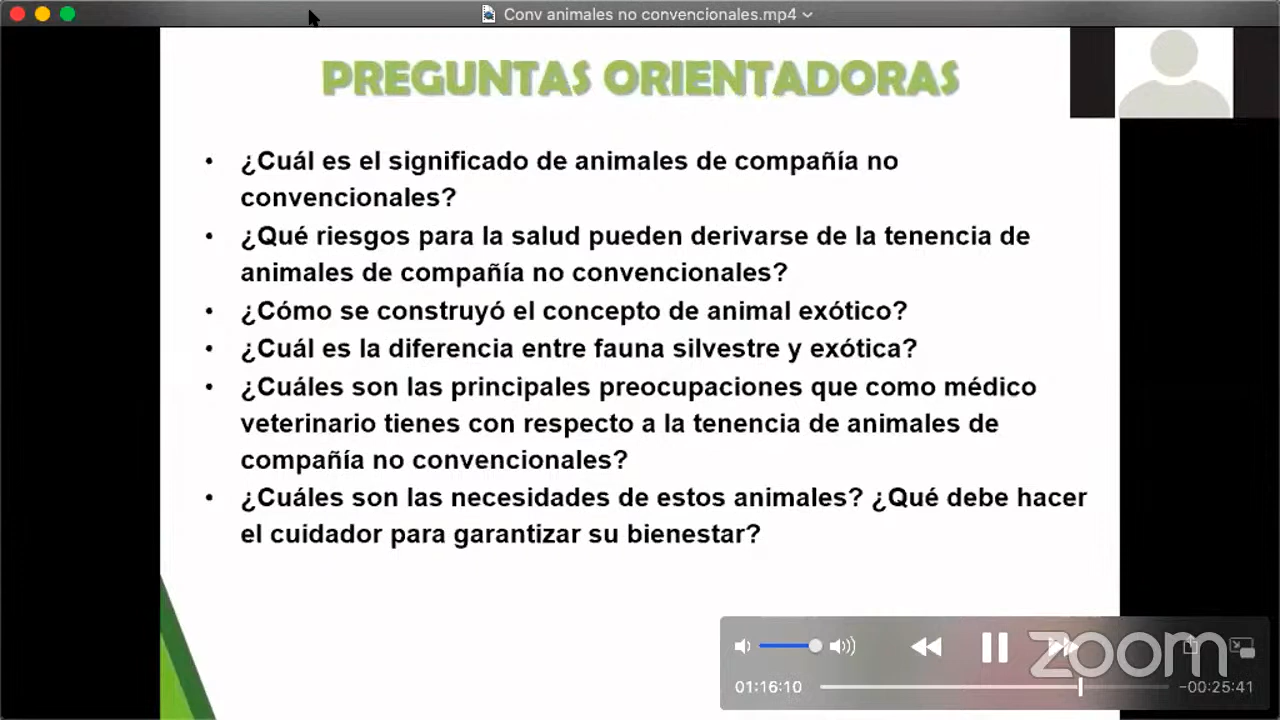 Conv animales no convencionales.mp4
PREGUNTAS ORIENTADORAS
• ¿Cuál es el significado de animales de compañía no
convencionales?
• ¿Qué riesgos para la salud pueden derivarse de la tenencia de
animales de compañía no convencionales?
• ¿Cómo se construyó el concepto de animal exótico?
• ¿Cuál es la diferencia entre fauna silvestre y exótica?
• ¿Cuáles son las principales preocupaciones que como médico
veterinario tienes con respecto a la tenencia de animales de
compañía no convencionales?
• ¿Cuáles son las necesidades de estos animales? ¿Qué debe hacer
el cuidador para garantizar su bienestar?
zoom
01:16:10
-00:25:41